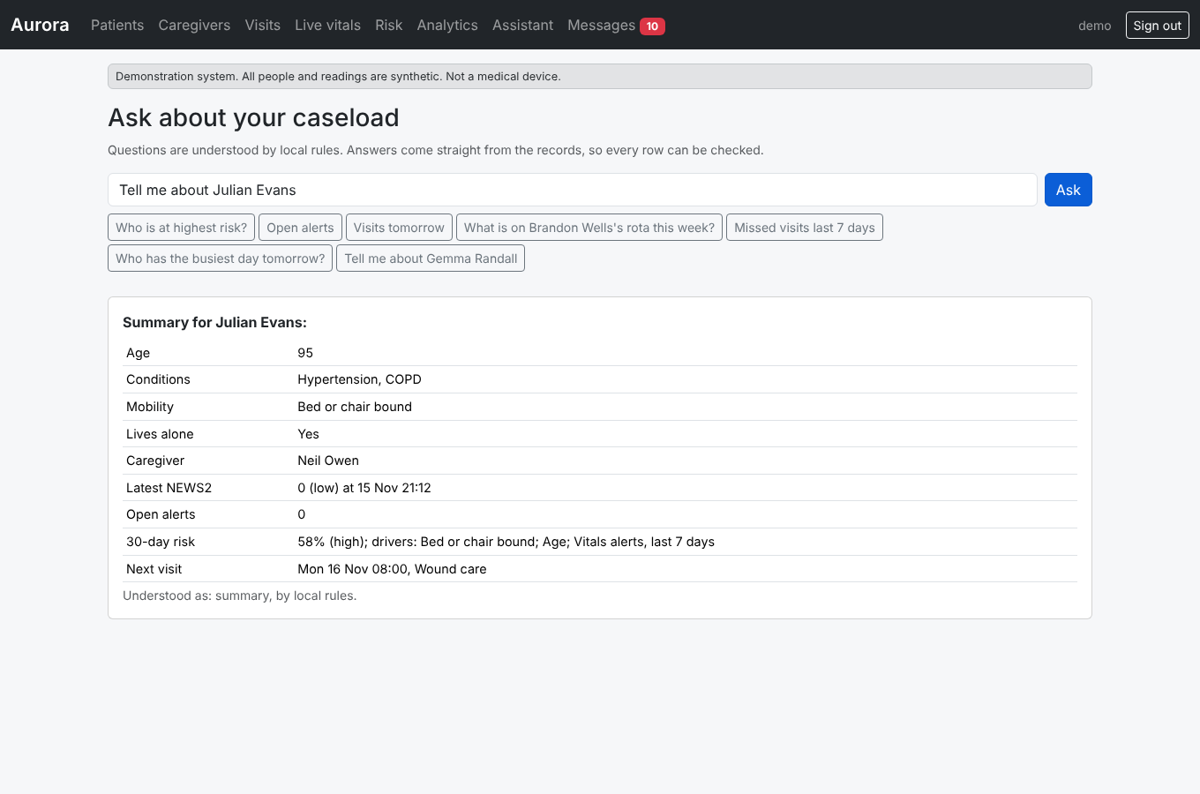 Aurora Patients Caregivers Visits Live vitals Risk Analytics Assistant Messages 10 demo Sign out
Demonstration system. All people and readings are synthetic. Not a medical device.
Ask about your caseload
Questions are understood by local rules. Answers come straight from the records, so every row can be checked.
Tell me about Julian Evans Ask
Who is at highest risk? Open alerts Visits tomorrow What is on Brandon Wells's rota this week? Missed visits last 7 days
Who has the busiest day tomorrow? Tell me about Gemma Randall
Summary for Julian Evans:
Age 95
Conditions Hypertension, COPD
Mobility Bed or chair bound
Lives alone Yes
Caregiver Neil Owen
Latest NEWS2 0 (low) at 15 Nov 21:12
Open alerts 0
30-day risk 58% (high); drivers: Bed or chair bound; Age; Vitals alerts, last 7 days
Next visit Mon 16 Nov 08:00, Wound care
Understood as: summary, by local rules.